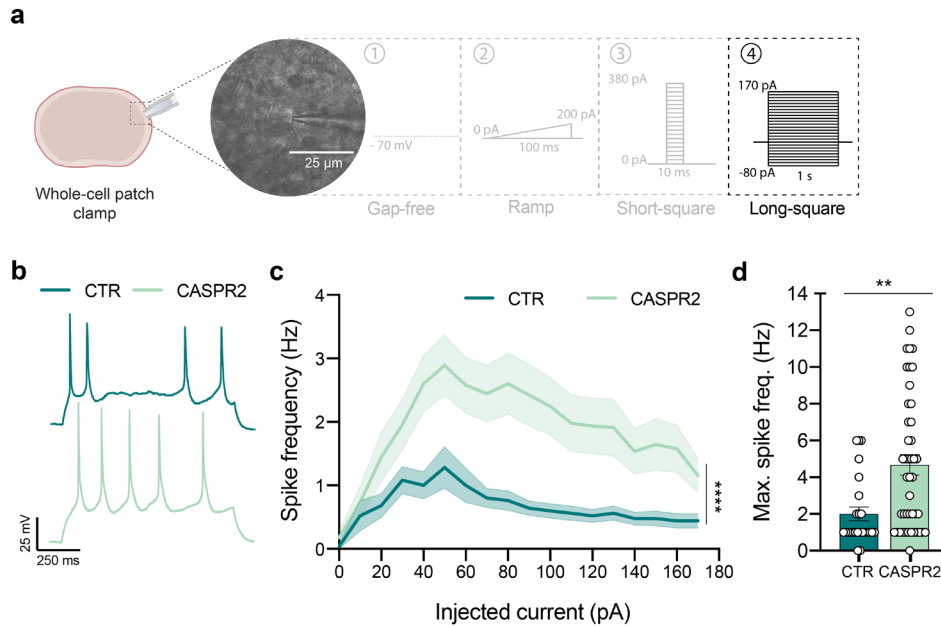 a
① ② ③ ④
25 µm
Whole-cell patch
clamp
- 70 mV
Gap-free
0 pA
200 pA
100 ms
Ramp
380 pA
0 pA
10 ms
Short-square
170 pA
-80 pA
1 s
Long-square
b
CTR CASPR2
25 mV
250 ms
c
CTR CASPR2
Spike frequency (Hz)
4
3
2
1
0
0 20 40 60 80 100 120 140 160 180
Injected current (pA)
****
d
**
Max. spike freq. (Hz)
14
12
10
8
6
4
2
0
CTR CASPR2